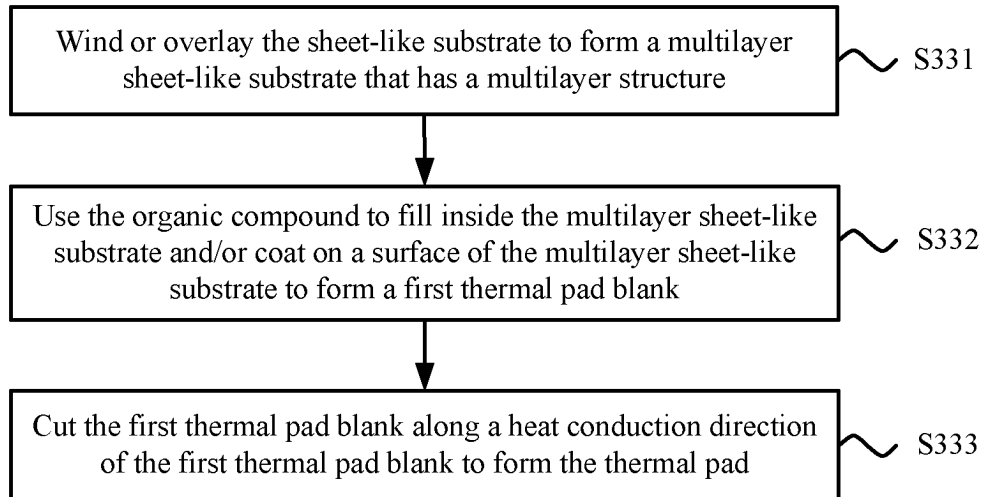 Wind or overlay the sheet-like substrate to form a multilayer
sheet-like substrate that has a multilayer structure
S331
Use the organic compound to fill inside the multilayer sheet-like
substrate and/or coat on a surface of the multilayer sheet-like
substrate to form a first thermal pad blank
S332
Cut the first thermal pad blank along a heat conduction direction
of the first thermal pad blank to form the thermal pad
S333